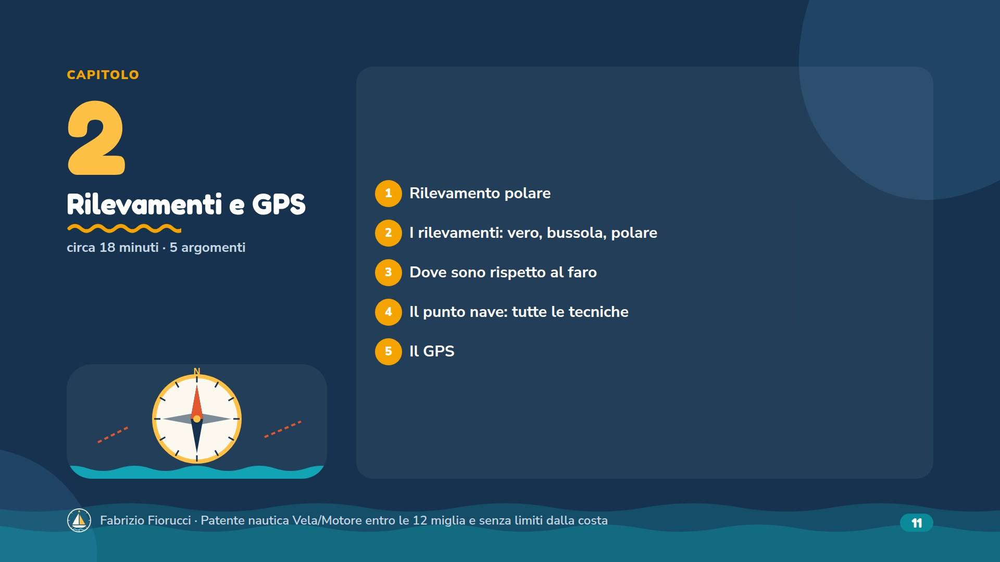 CAPITOLO
2
Rilevamenti e GPS
circa 18 minuti · 5 argomenti
1 Rilevamento polare
2 I rilevamenti: vero, bussola, polare
3 Dove sono rispetto al faro
4 Il punto nave: tutte le tecniche
5 Il GPS
N
Fabrizio Fiorucci · Patente nautica Vela/Motore entro le 12 miglia e senza limiti dalla costa
11